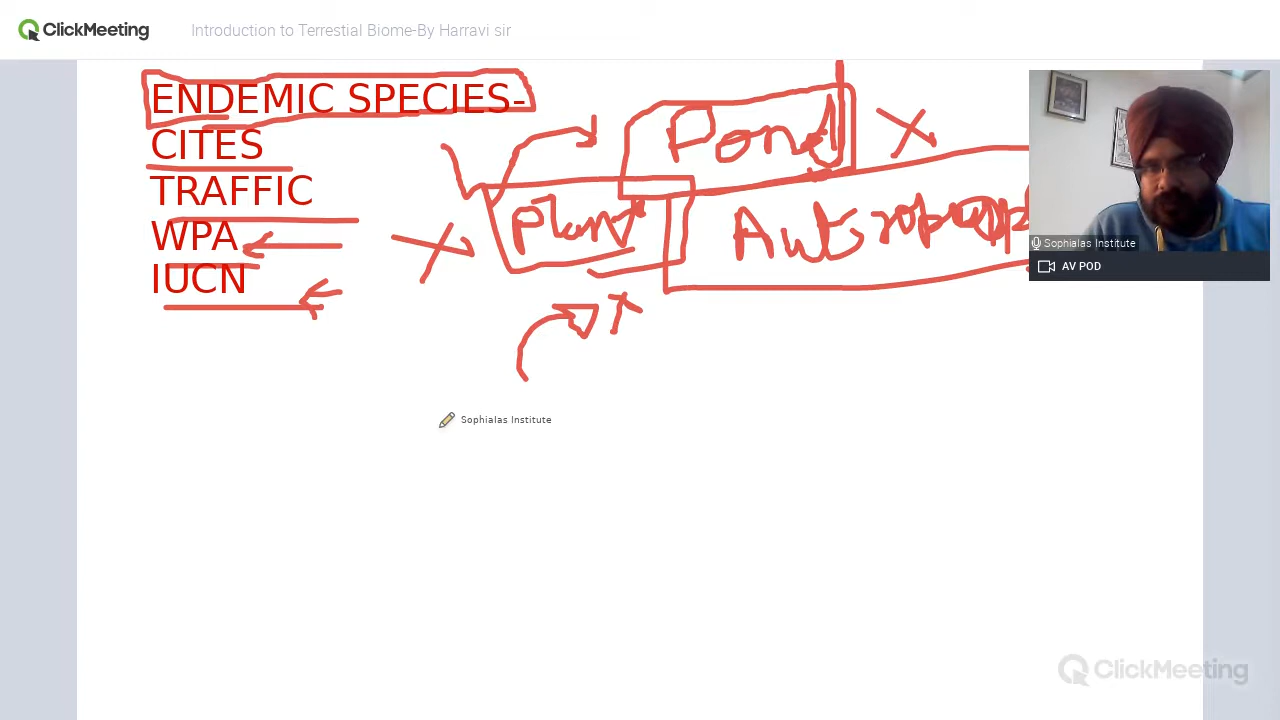 ClickMeeting
Introduction to Terrestial Biome-By Harravi sir
ENDEMIC SPECIES-
CITES
TRAFFIC
WPA
IUCN
Pond
Plant
Sophialas Institute
AV POD
Sophialas Institute
ClickMeeting